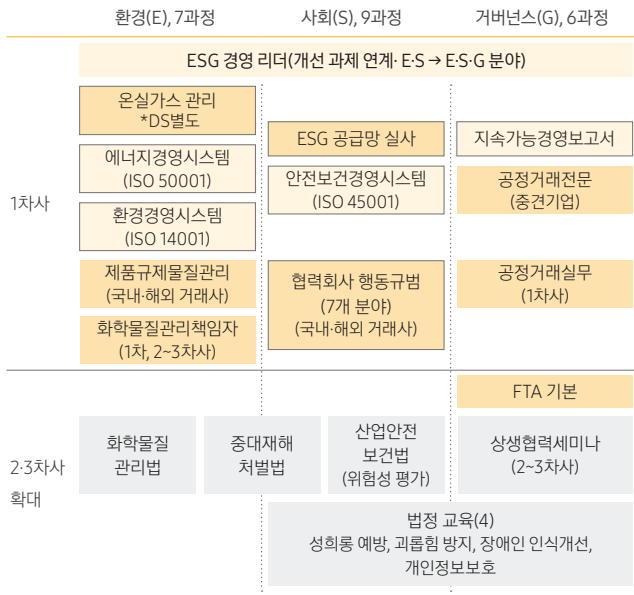 환경(E), 7과정
사회(S), 9과정
거버넌스(G), 6과정
ESG 경영 리더(개선 과제 연계· E·S → E·S·G 분야)
1차사
온실가스 관리
*DS별도
에너지경영시스템
(ISO 50001)
환경경영시스템
(ISO 14001)
제품규제물질관리
(국내·해외 거래사)
화학물질관리책임자
(1차, 2~3차사)
ESG 공급망 실사
안전보건경영시스템
(ISO 45001)
협력회사 행동규범
(7개 분야)
(국내·해외 거래사)
지속가능경영보고서
공정거래전문
(중견기업)
공정거래실무
(1차사)
2·3차사
확대
FTA 기본
화학물질
관리법
중대재해
처벌법
산업안전
보건법
(위험성 평가)
상생협력세미나
(2~3차사)
법정 교육(4)
성희롱 예방, 괴롭힘 방지, 장애인 인식개선,
개인정보보호